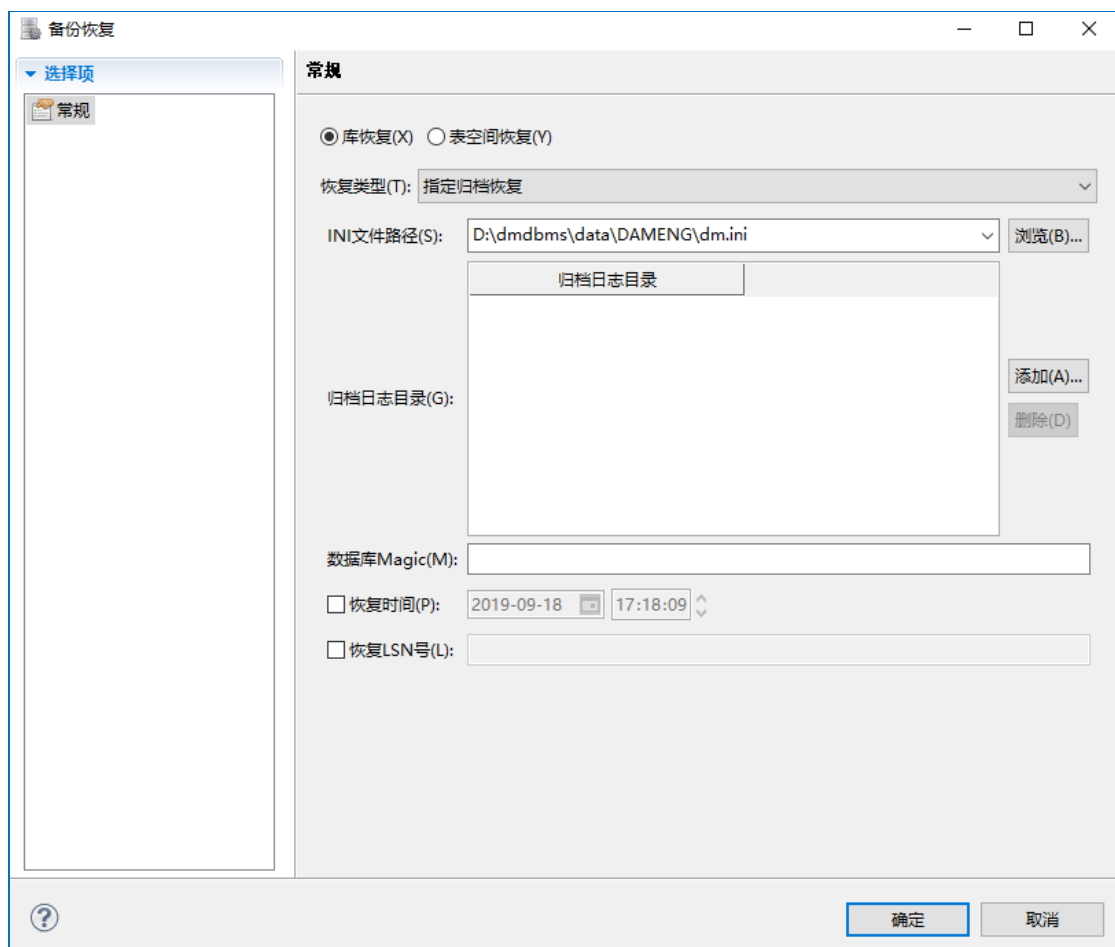 备份恢复
选择项
常规
常规
库恢复(X) 表空间恢复(Y)
恢复类型(T): 指定归档恢复
INI文件路径(S): D:\dmdbms\data\DAMENG\dm.ini 浏览(B)...
归档日志目录
归档日志目录(G):
添加(A)...
删除(D)
数据库Magic(M):
恢复时间(P): 2019-09-18 17:18:09
恢复LSN号(L):
确定 取消